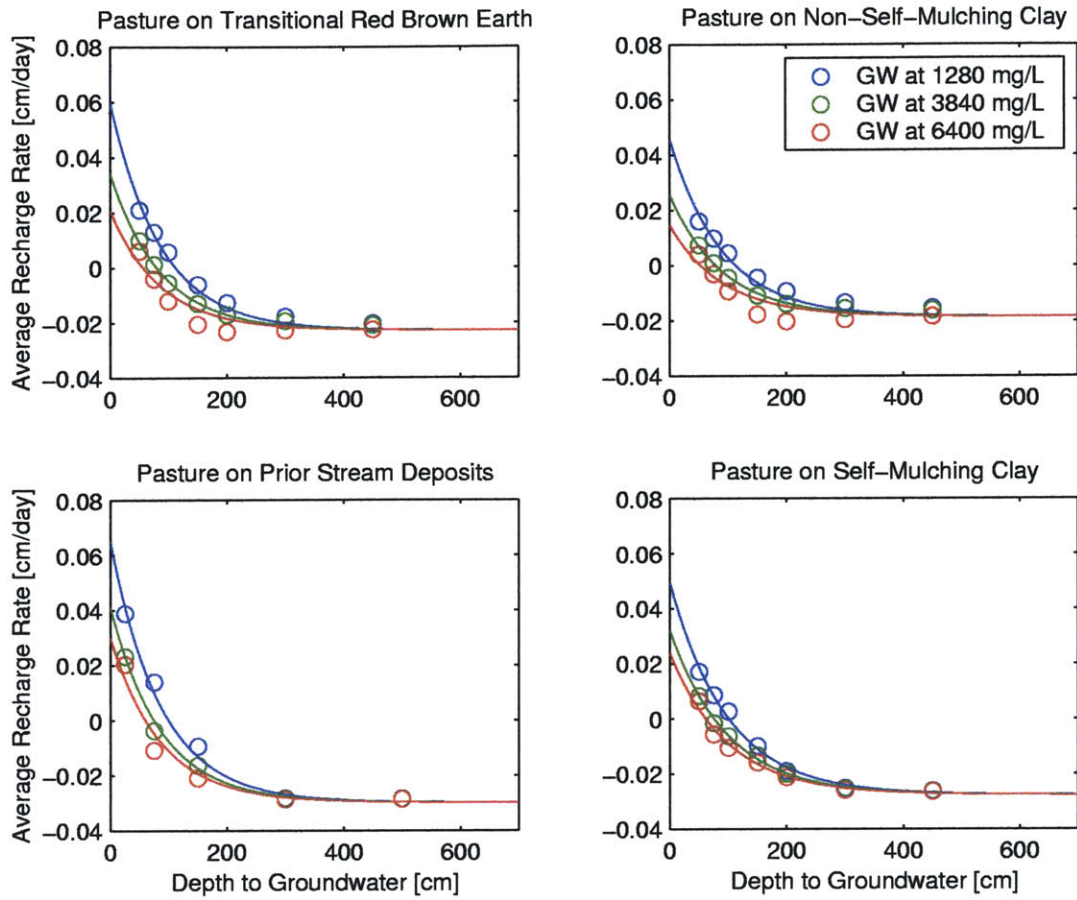 Pasture on Transitional Red Brown Earth
Average Recharge Rate [cm/day]
0.08
0.06
0.04
0.02
0
−0.02
−0.04
0 200 400 600
Pasture on Non−Self−Mulching Clay
GW at 1280 mg/L
GW at 3840 mg/L
GW at 6400 mg/L
0.08
0.06
0.04
0.02
0
−0.02
−0.04
0 200 400 600
Pasture on Prior Stream Deposits
Average Recharge Rate [cm/day]
0.08
0.06
0.04
0.02
0
−0.02
−0.04
0 200 400 600
Depth to Groundwater [cm]
Pasture on Self−Mulching Clay
0.08
0.06
0.04
0.02
0
−0.02
−0.04
0 200 400 600
Depth to Groundwater [cm]